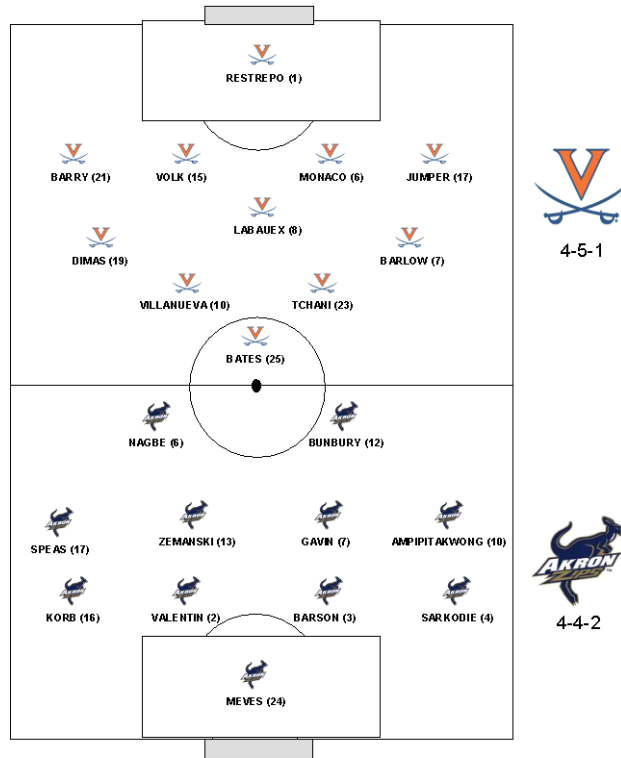 RESTREPO (1)
BARRY (21) VOLK (15) MONACO (6) JUMPER (17)
LABAUEX (8)
DIMAS (19) BARLOW (7)
4-5-1
VILLANUEVA (10) TCHANI (23)
BATES (25)
NAGBE (6) BUNBURY (12)
SPEAS (17) ZEMANSKI (13) GAVIN (7) AMPIPITAKWONG (10)
AKRON
ZIPS
KORB (16) VALENTIN (2) BARSON (3) SARKODIE (4)
4-4-2
MEVES (24)